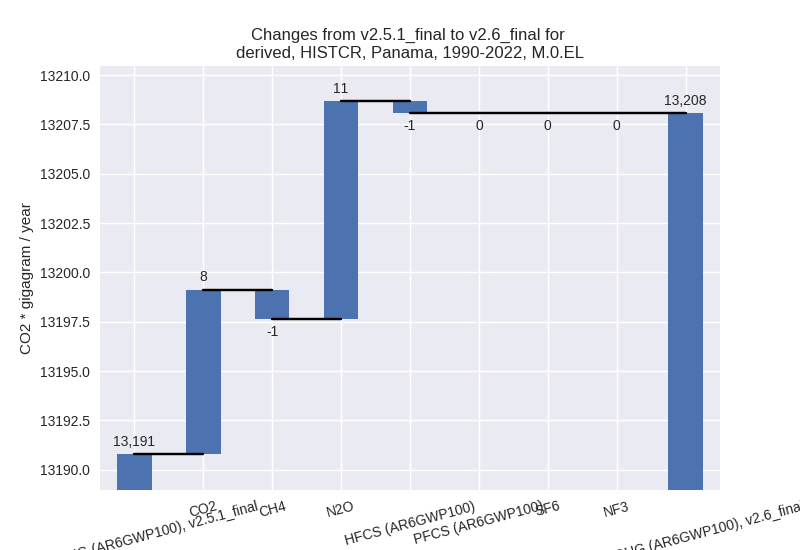 Changes from v2.5.1_final to v2.6_final for
derived, HISTCR, Panama, 1990-2022, M.0.EL
CO2 * gigagram / year
13210.0
13207.5
13205.0
13202.5
13200.0
13197.5
13195.0
13192.5
13190.0
13,191
8
-1
11
-1
0
0
0
13,208
(AR6GWP100), v2.5.1_final
CO2
CH4
N2O
HFCS (AR6GWP100)
PFCS (AR6GWP100)
SF6
NF3
(AR6GWP100), v2.6_fina